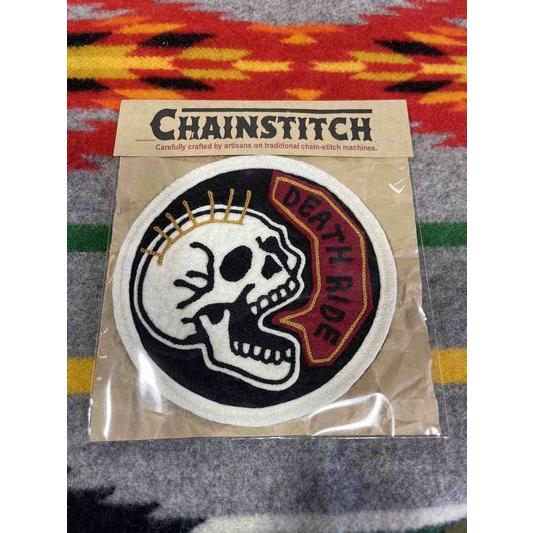 CHAINSTITCH
Carefully crafted by artisans on traditional chain-stitch machines.
DEATH RIDE